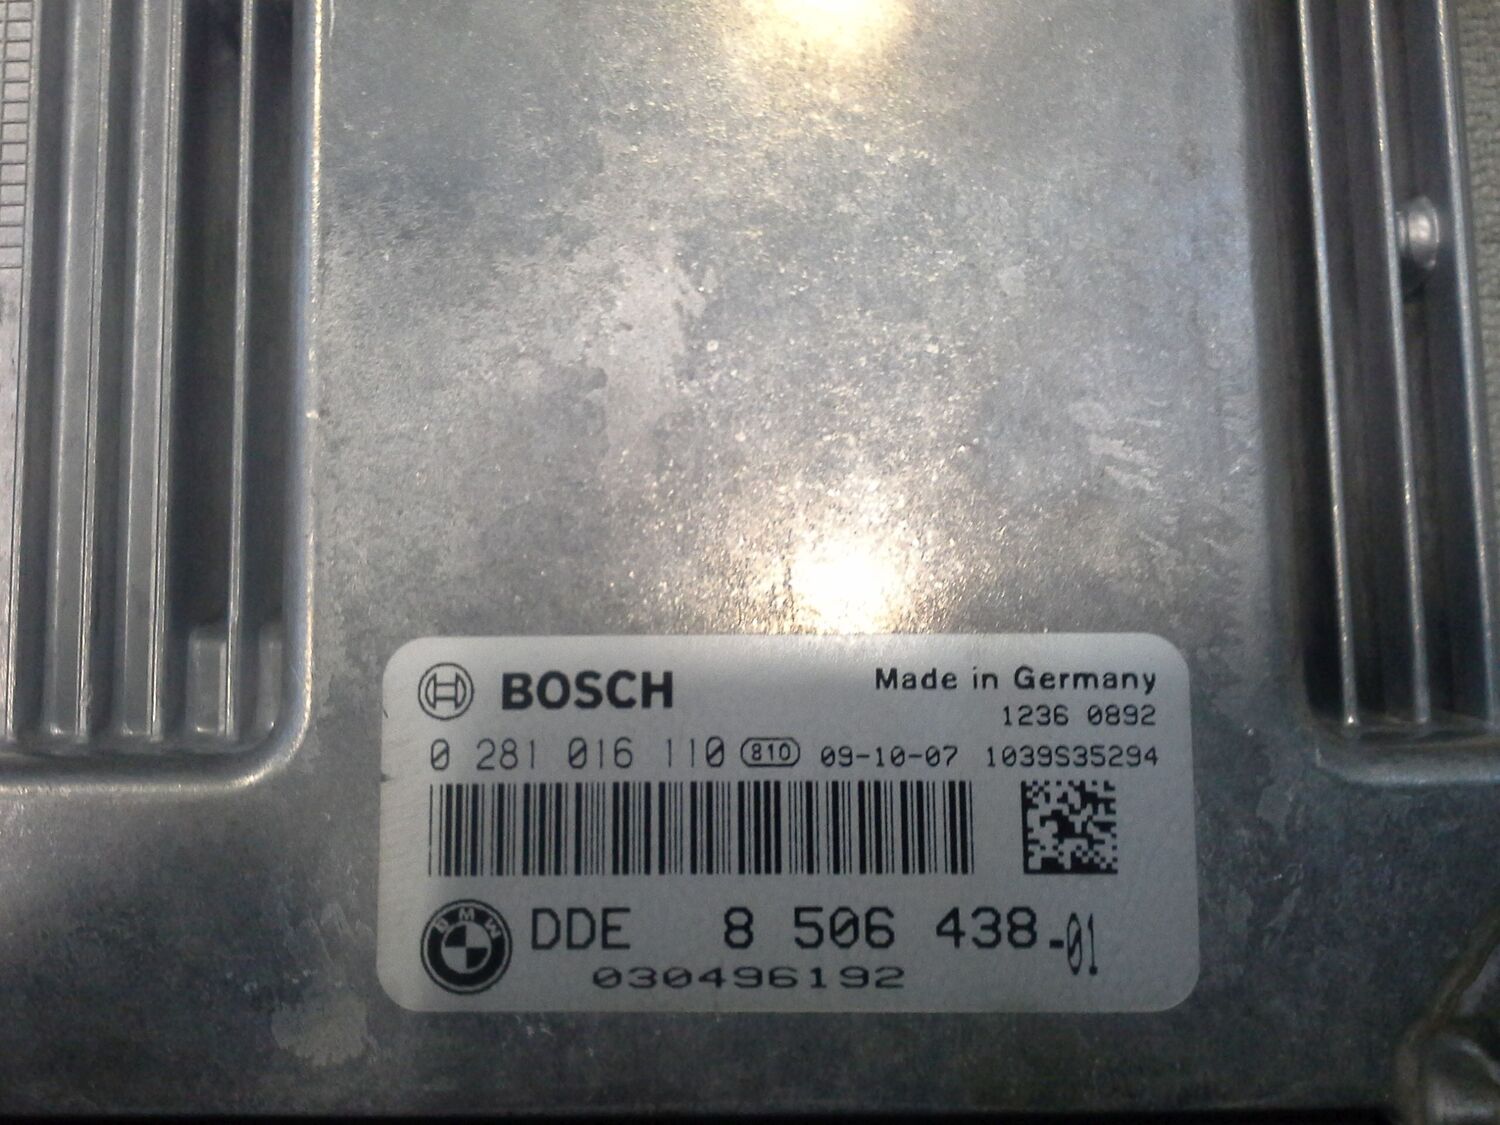 BOSCH Made in Germany
1236 0892
0 281 016 110 810 09-10-07 1039S35294
BMW DDE 8 506 438-01
030496192